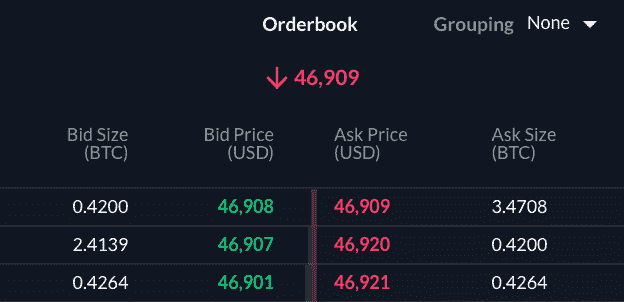 Orderbook Grouping None
46,909
Bid Size (BTC) Bid Price (USD) Ask Price (USD) Ask Size (BTC)
0.4200 46,908 46,909 3.4708
2.4139 46,907 46,920 0.4200
0.4264 46,901 46,921 0.4264